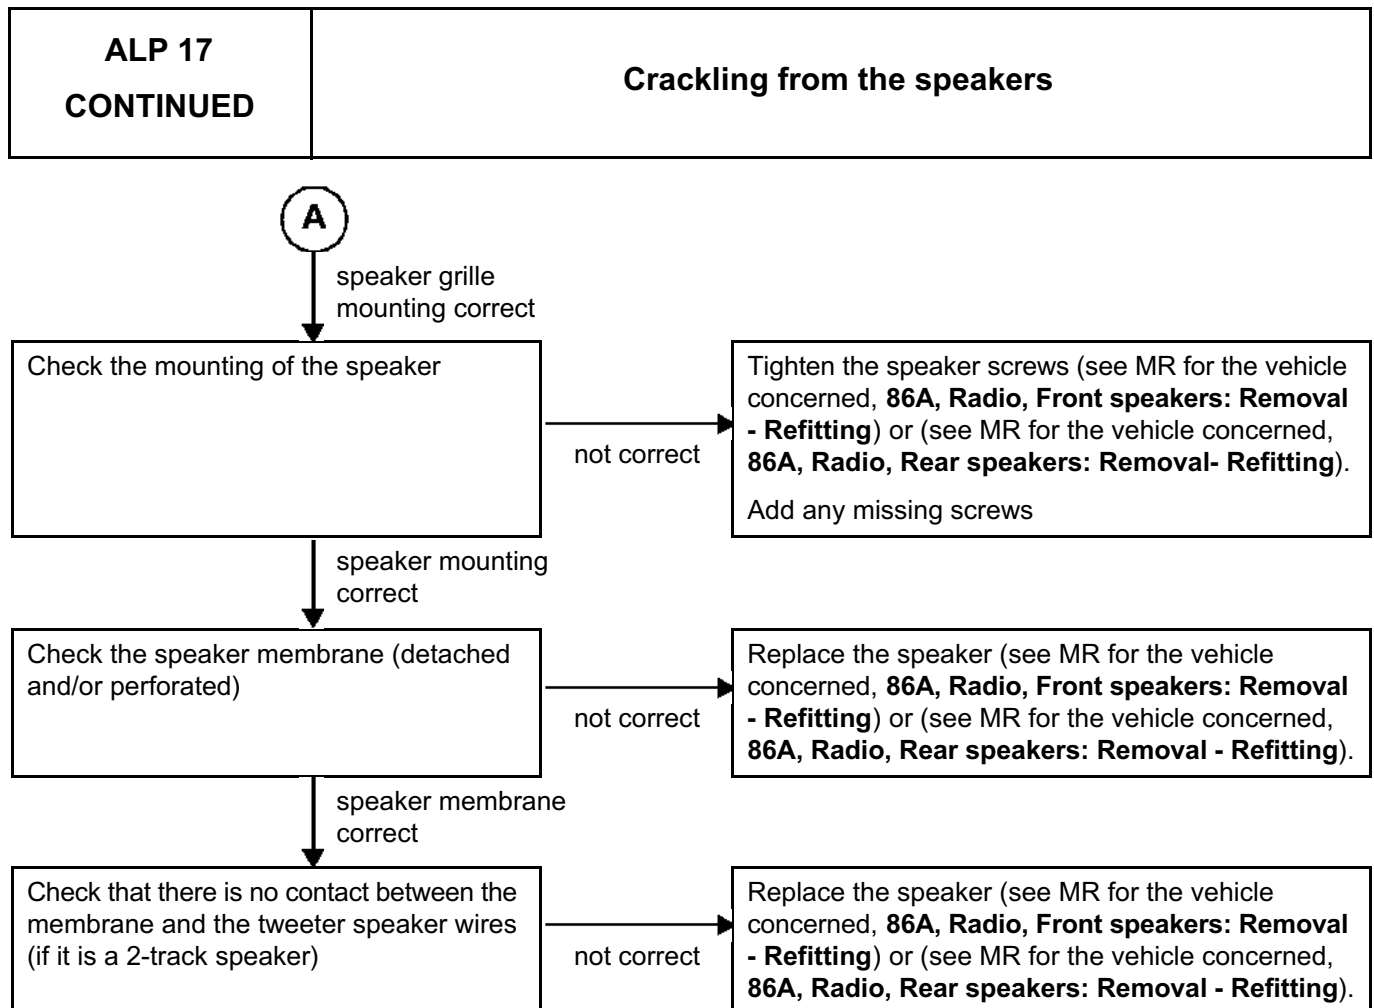 ALP 17
CONTINUED
Crackling from the speakers
A
speaker grille
mounting correct
Check the mounting of the speaker
not correct
Tighten the speaker screws (see MR for the vehicle
concerned, 86A, Radio, Front speakers: Removal
- Refitting) or (see MR for the vehicle concerned,
86A, Radio, Rear speakers: Removal- Refitting).
Add any missing screws
speaker mounting
correct
Check the speaker membrane (detached
and/or perforated)
not correct
Replace the speaker (see MR for the vehicle
concerned, 86A, Radio, Front speakers: Removal
- Refitting) or (see MR for the vehicle concerned,
86A, Radio, Rear speakers: Removal - Refitting).
speaker membrane
correct
Check that there is no contact between the
membrane and the tweeter speaker wires
(if it is a 2-track speaker)
not correct
Replace the speaker (see MR for the vehicle
concerned, 86A, Radio, Front speakers: Removal
- Refitting) or (see MR for the vehicle concerned,
86A, Radio, Rear speakers: Removal - Refitting).